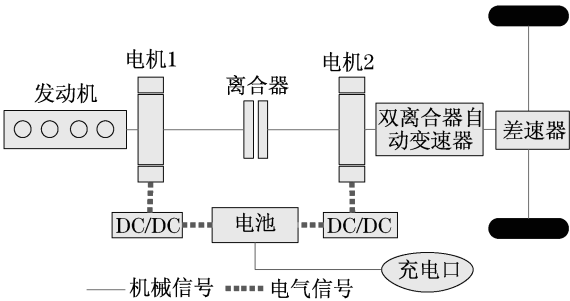 电机1
电机2
发动机
离合器
双离合器自
动变速器
差速器
DC/DC
电池
DC/DC
充电口
机械信号
电气信号